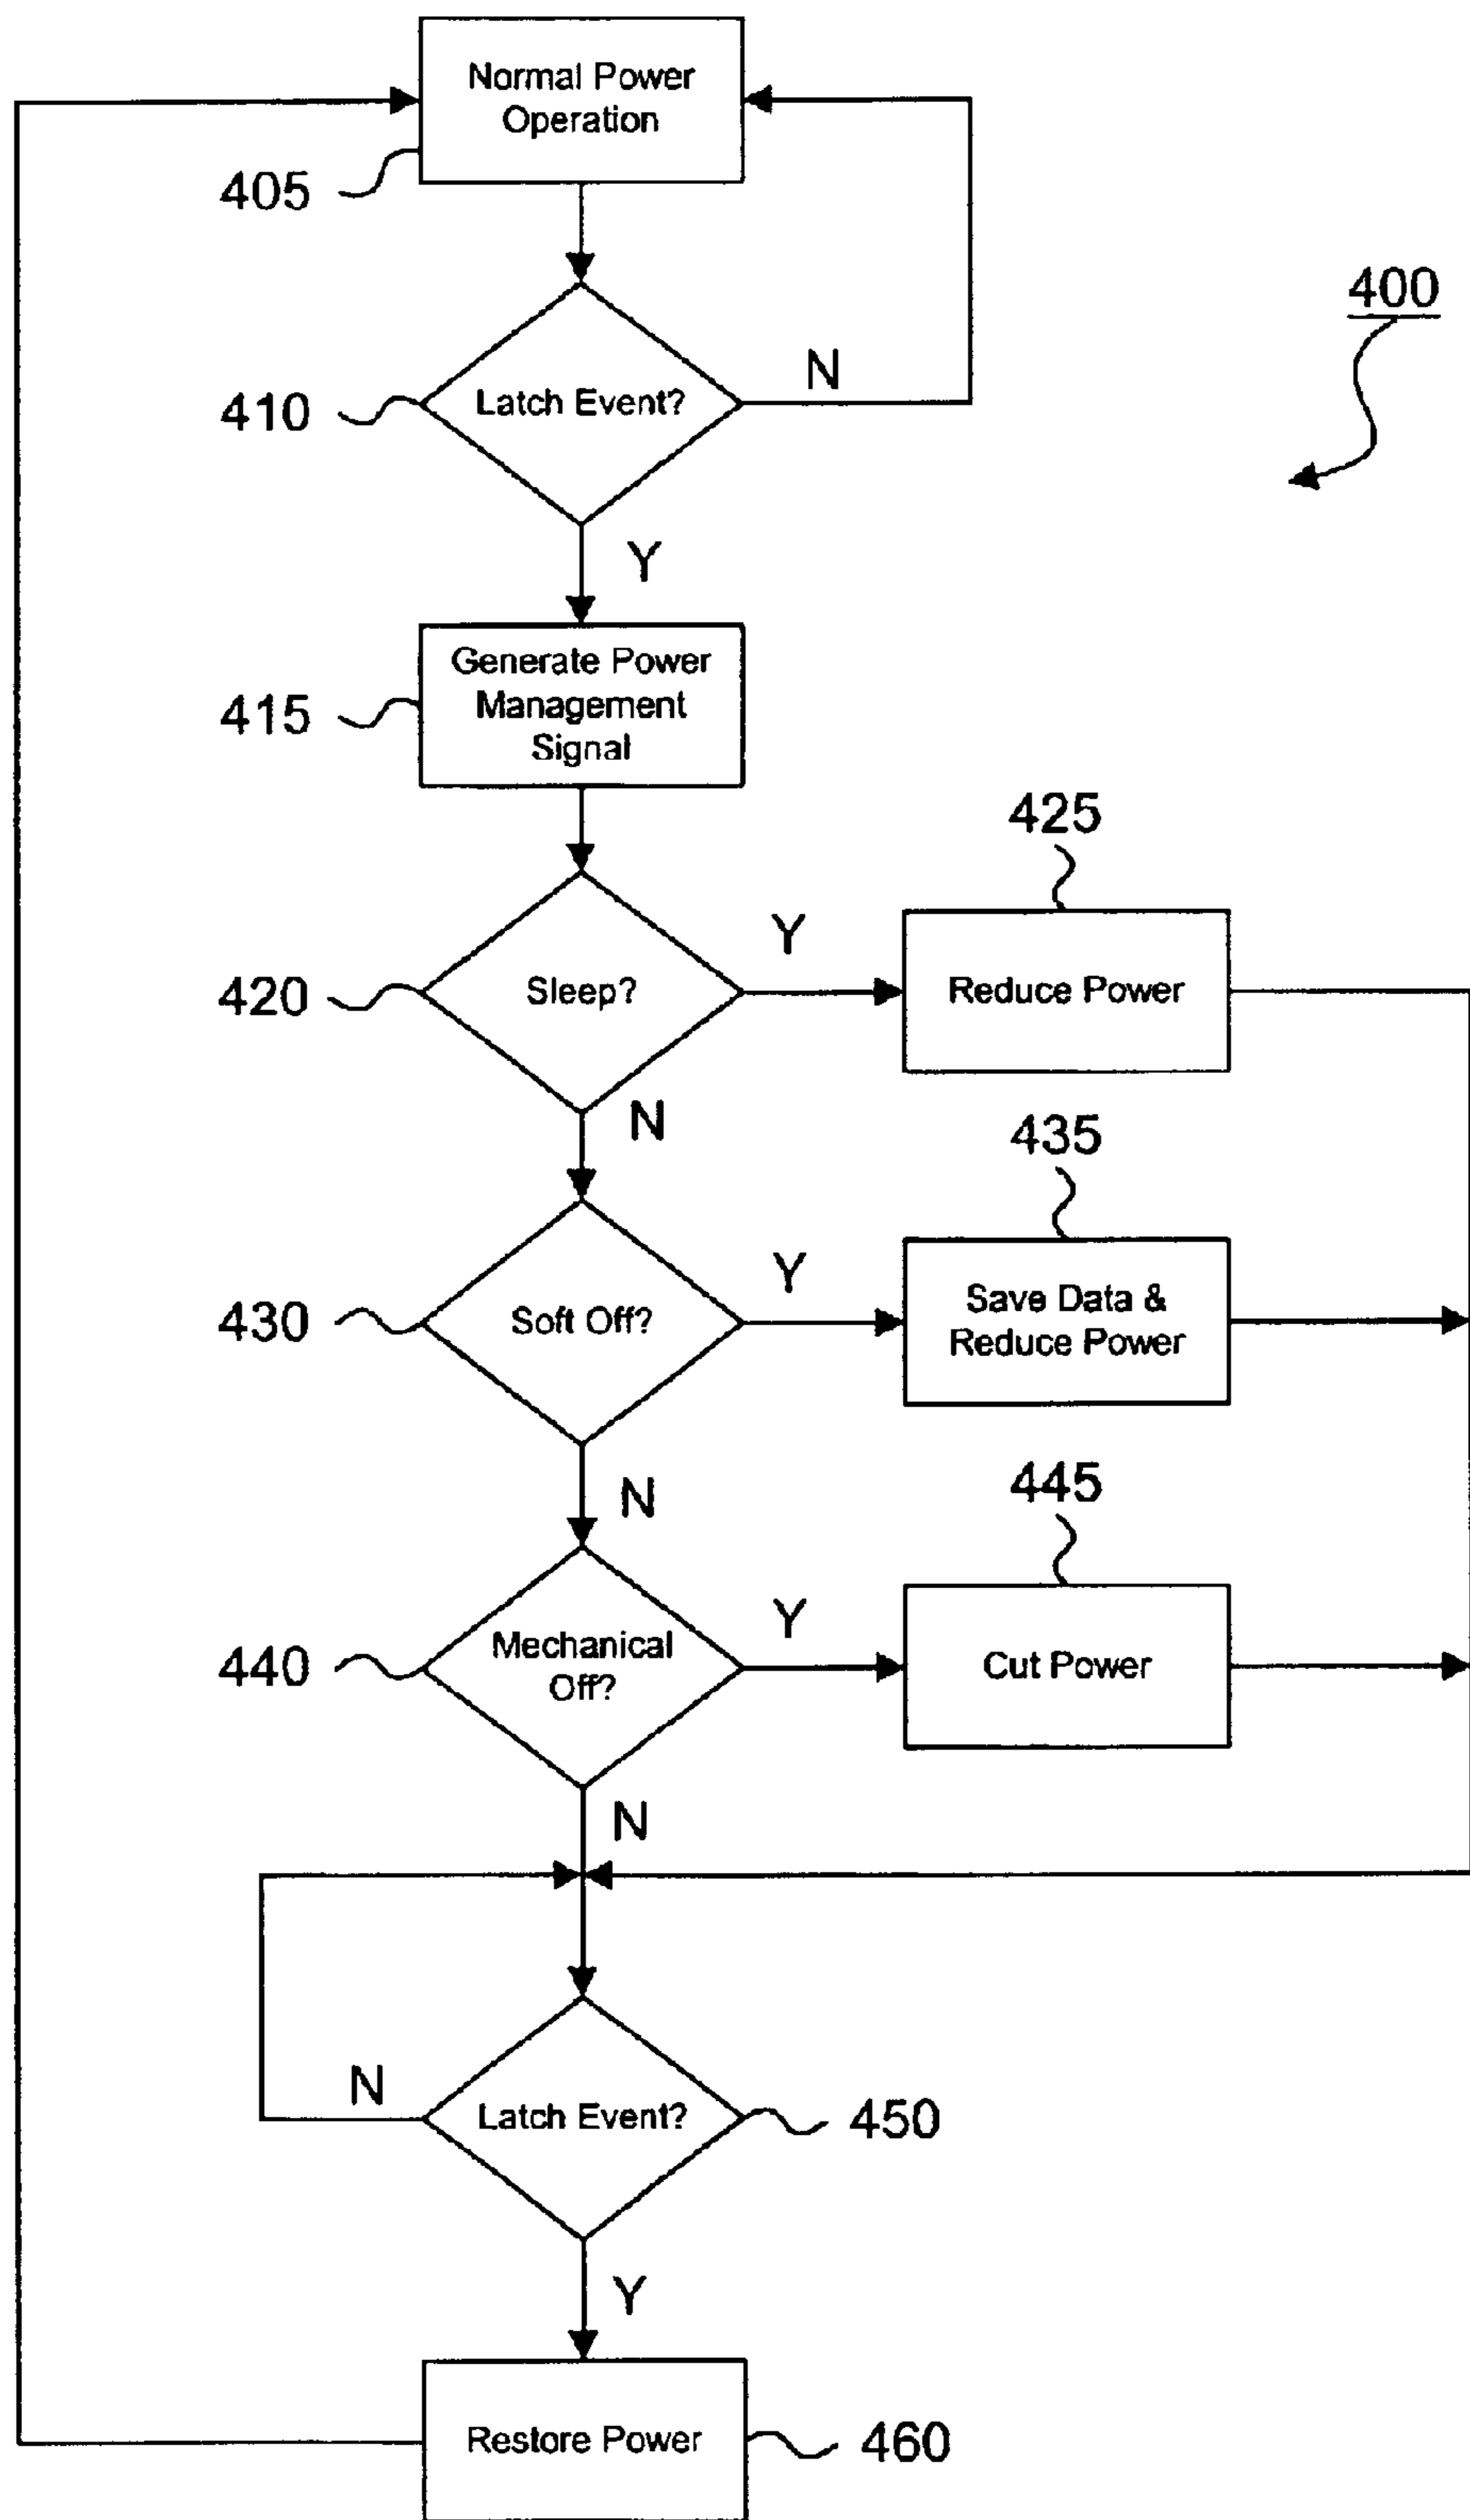 Normal Power
Operation
405
400
Latch Event?
N
410
Y
Generate Power
Management
Signal
415
425
Sleep?
Y
Reduce Power
420
N
435
Soft Off?
Y
Save Data &
Reduce Power
430
N
445
Mechanical
Off?
Y
Cut Power
440
N
Latch Event?
N
450
Y
Restore Power
460